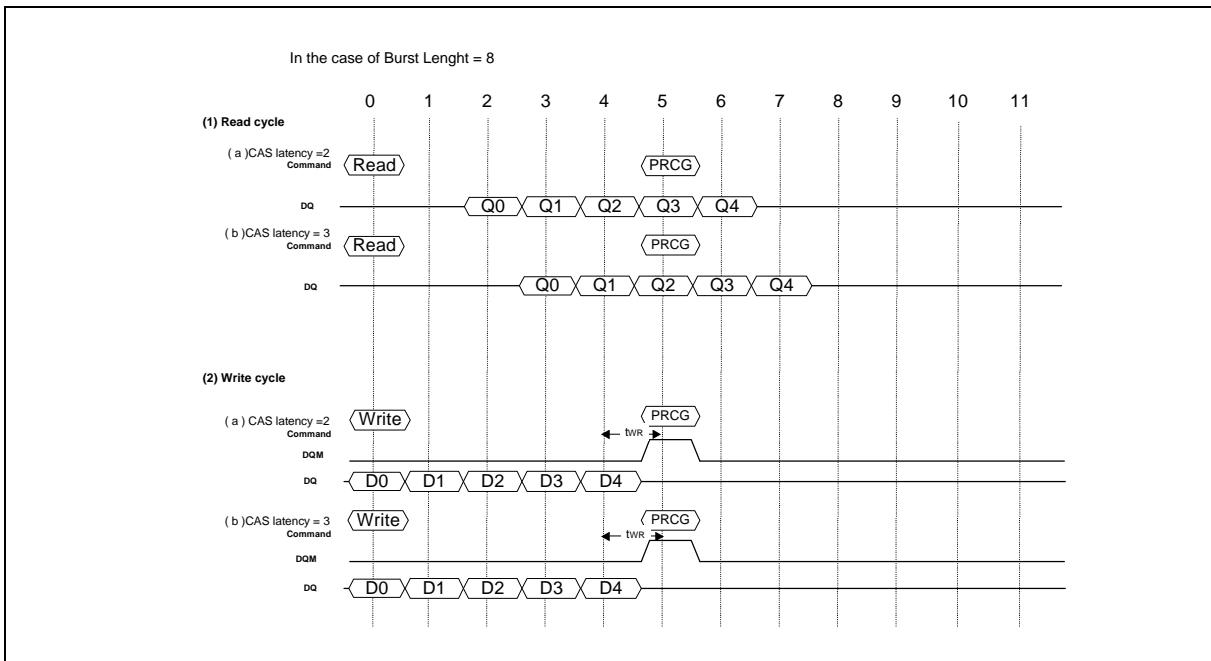 In the case of Burst Lenght = 8
0 1 2 3 4 5 6 7 8 9 10 11
(1) Read cycle
( a )CAS latency =2
Command Read PRCG
DQ Q0 Q1 Q2 Q3 Q4
( b )CAS latency = 3
Command Read PRCG
DQ Q0 Q1 Q2 Q3 Q4
(2) Write cycle
( a ) CAS latency =2
Command Write PRCG
tWR
DQM
DQ D0 D1 D2 D3 D4
( b )CAS latency = 3
Command Write PRCG
tWR
DQM
DQ D0 D1 D2 D3 D4